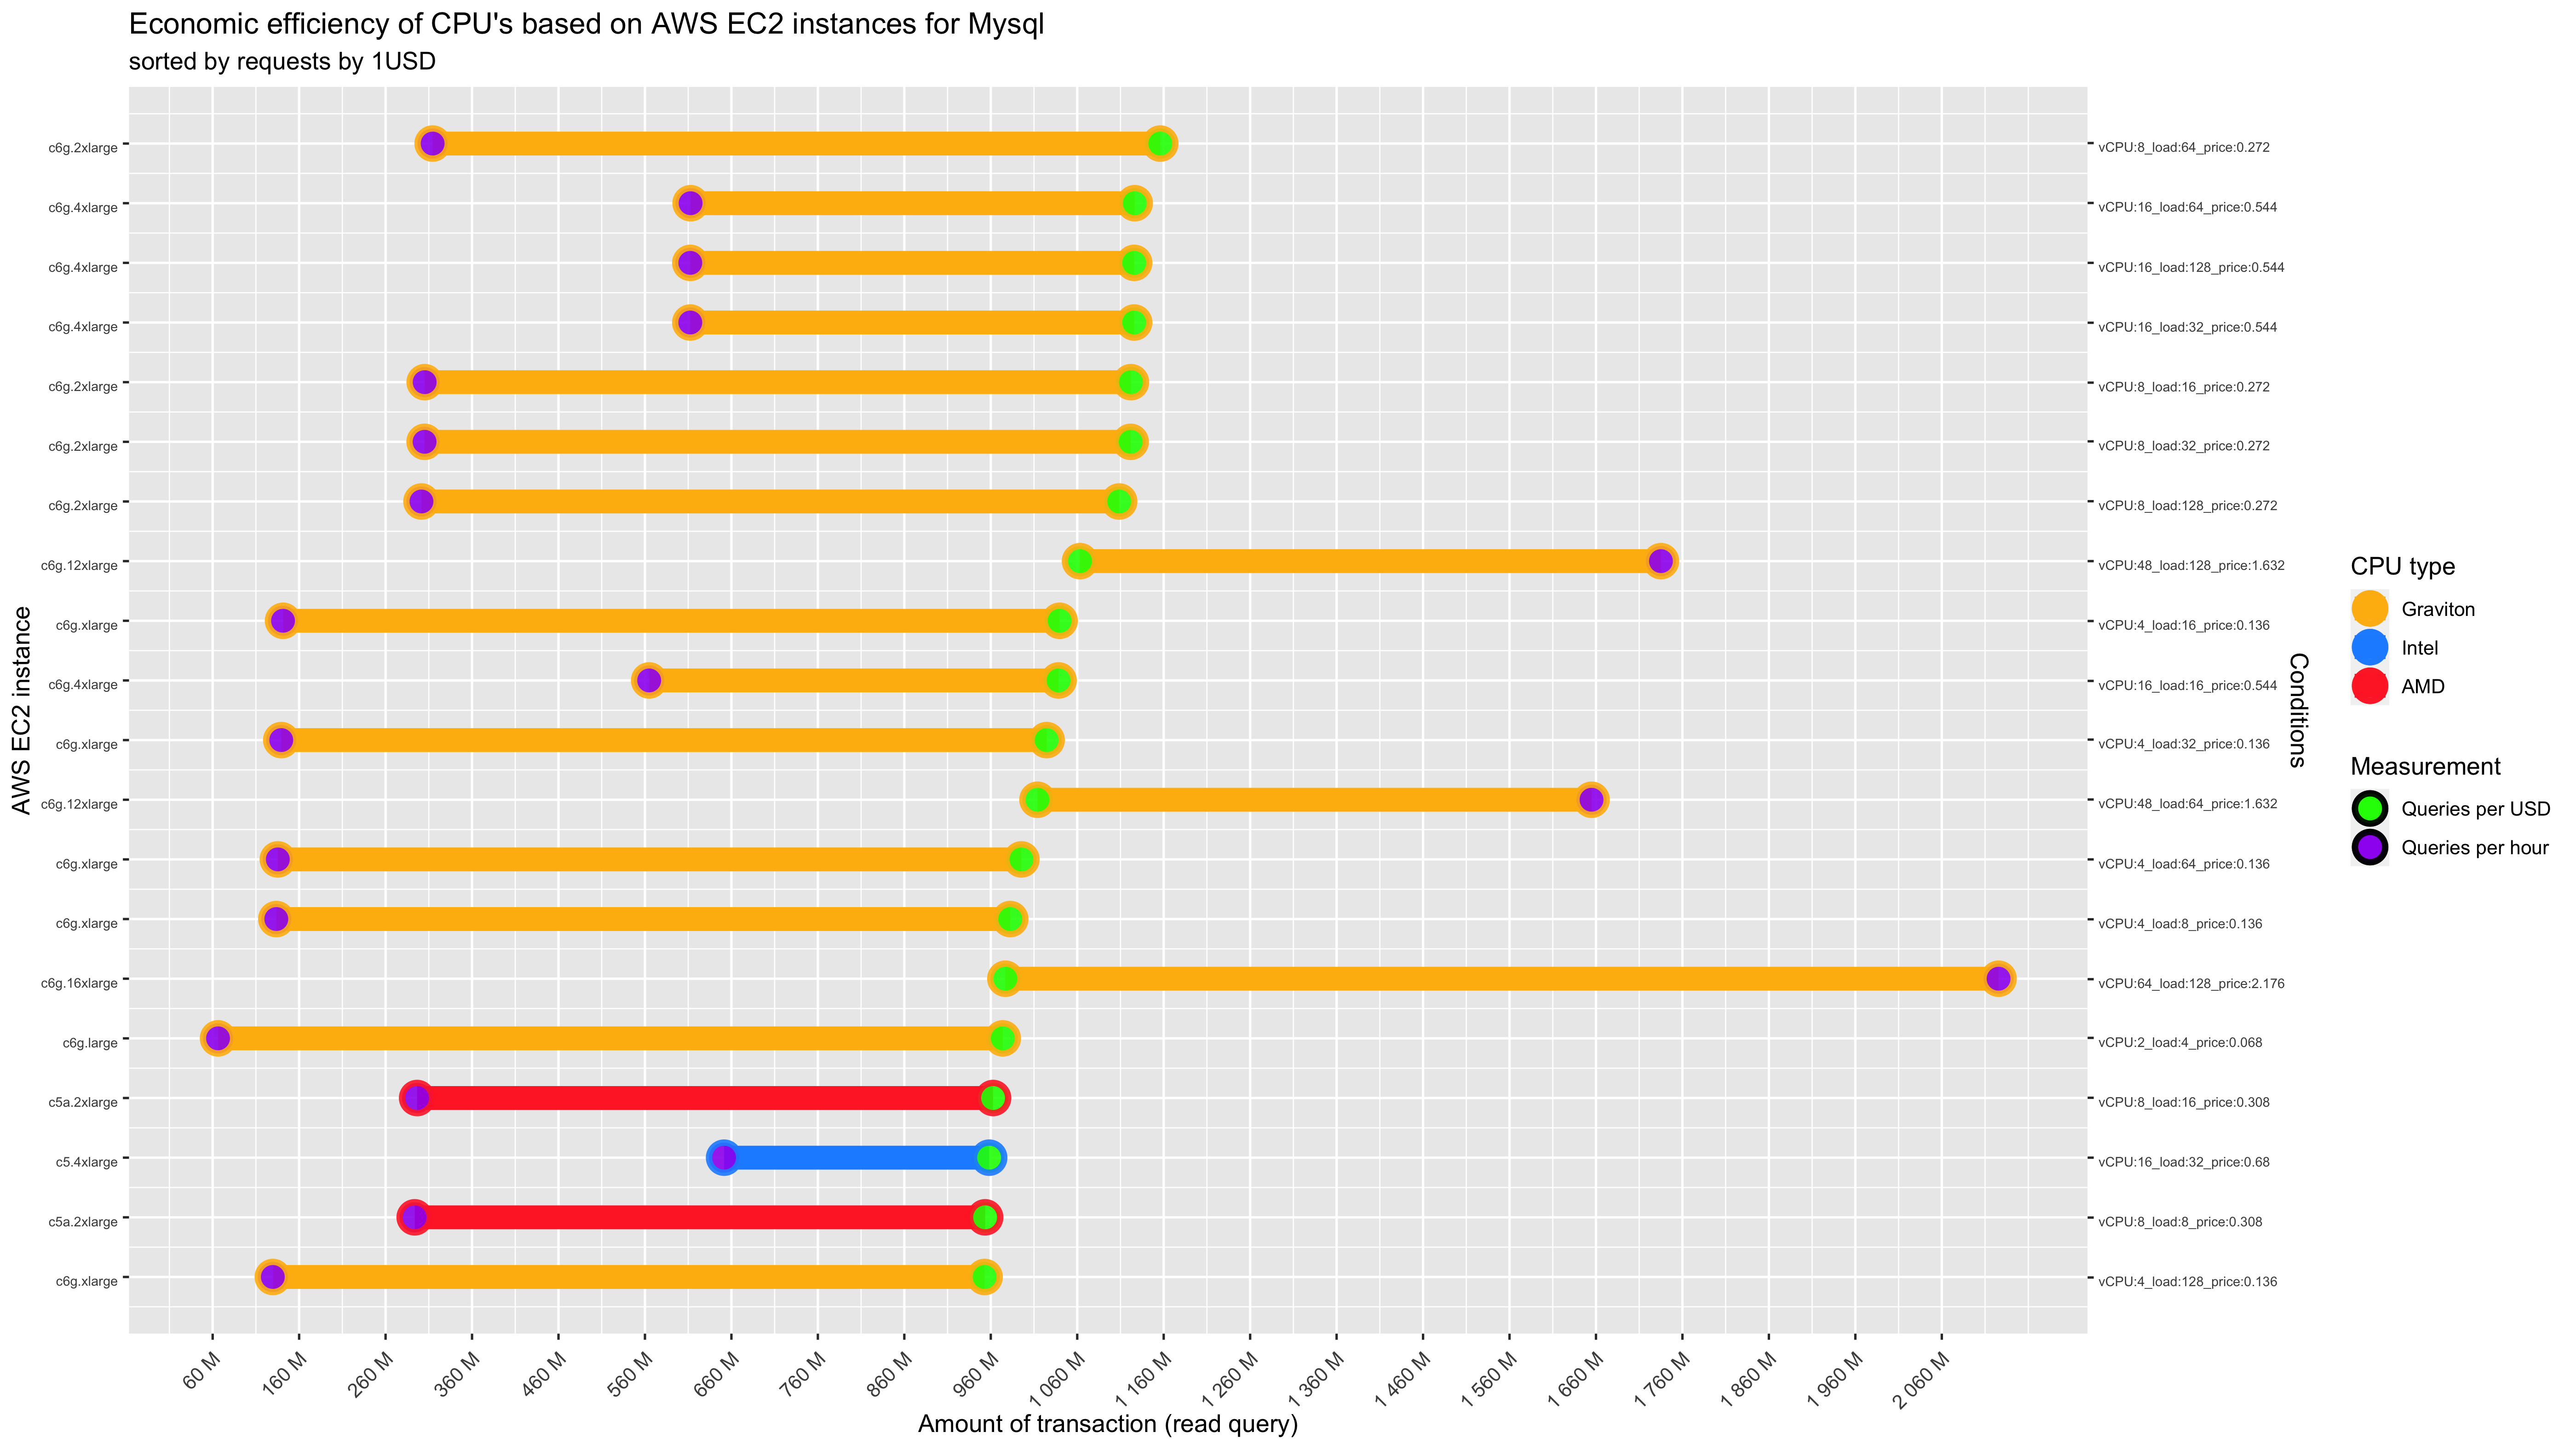 Economic efficiency of CPU's based on AWS EC2 instances for Mysql
sorted by requests by 1USD
AWS EC2 instance
c6g.2xlarge vCPU:8_load:64_price:0.272
c6g.4xlarge vCPU:16_load:64_price:0.544
c6g.4xlarge vCPU:16_load:128_price:0.544
c6g.4xlarge vCPU:16_load:32_price:0.544
c6g.2xlarge vCPU:8_load:16_price:0.272
c6g.2xlarge vCPU:8_load:32_price:0.272
c6g.2xlarge vCPU:8_load:128_price:0.272
c6g.12xlarge vCPU:48_load:128_price:1.632
c6g.xlarge vCPU:4_load:16_price:0.136
c6g.4xlarge vCPU:16_load:16_price:0.544
c6g.xlarge vCPU:4_load:32_price:0.136
c6g.12xlarge vCPU:48_load:64_price:1.632
c6g.xlarge vCPU:4_load:64_price:0.136
c6g.xlarge vCPU:4_load:8_price:0.136
c6g.16xlarge vCPU:64_load:128_price:2.176
c6g.large vCPU:2_load:4_price:0.068
c5a.2xlarge vCPU:8_load:16_price:0.308
c5.4xlarge vCPU:16_load:32_price:0.68
c5a.2xlarge vCPU:8_load:8_price:0.308
c6g.xlarge vCPU:4_load:128_price:0.136
Conditions
60 M 160 M 260 M 360 M 460 M 560 M 660 M 760 M 860 M 960 M 1 060 M 1 160 M 1 260 M 1 360 M 1 460 M 1 560 M 1 660 M 1 760 M 1 860 M 1 960 M 2 060 M
Amount of transaction (read query)
CPU type
Graviton
Intel
AMD
Measurement
Queries per USD
Queries per hour